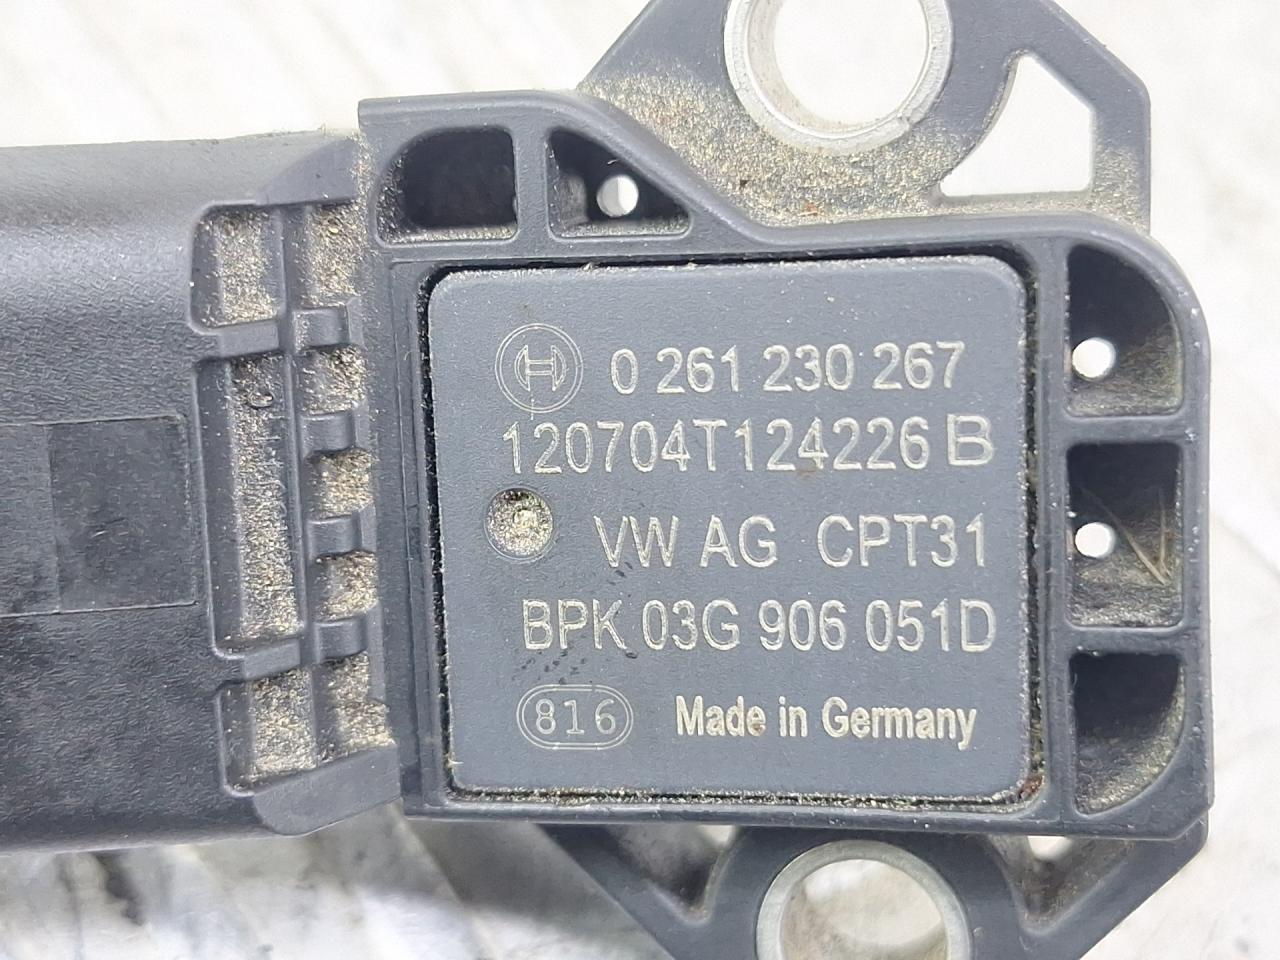 0 261 230 267
120704T124226 B
VW AG CPT31
BPK 03G 906 051D
816 Made in Germany